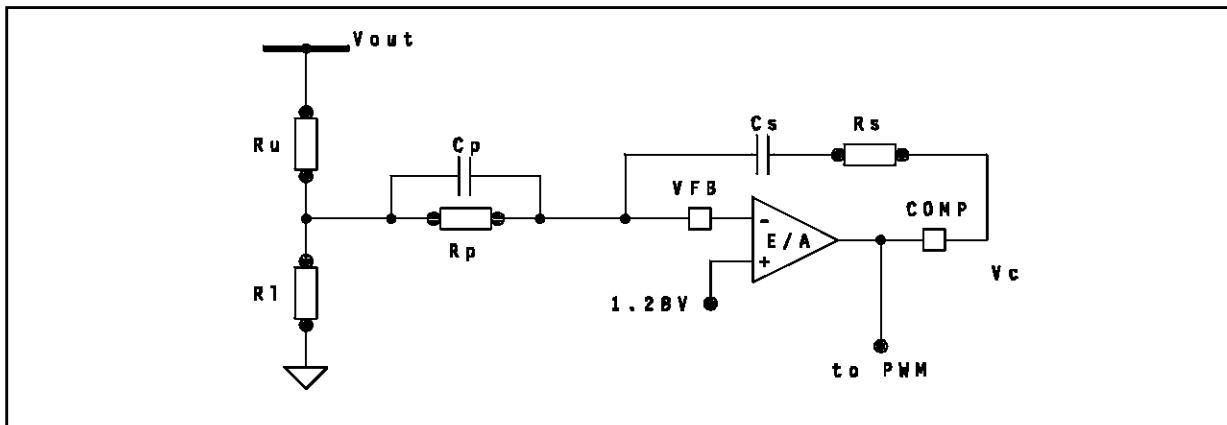 Vout
Ru
Cp
Cs
Rs
VFB
COMP
-
E/A
+
Rp
Rl
1.28V
Vc
to PWM